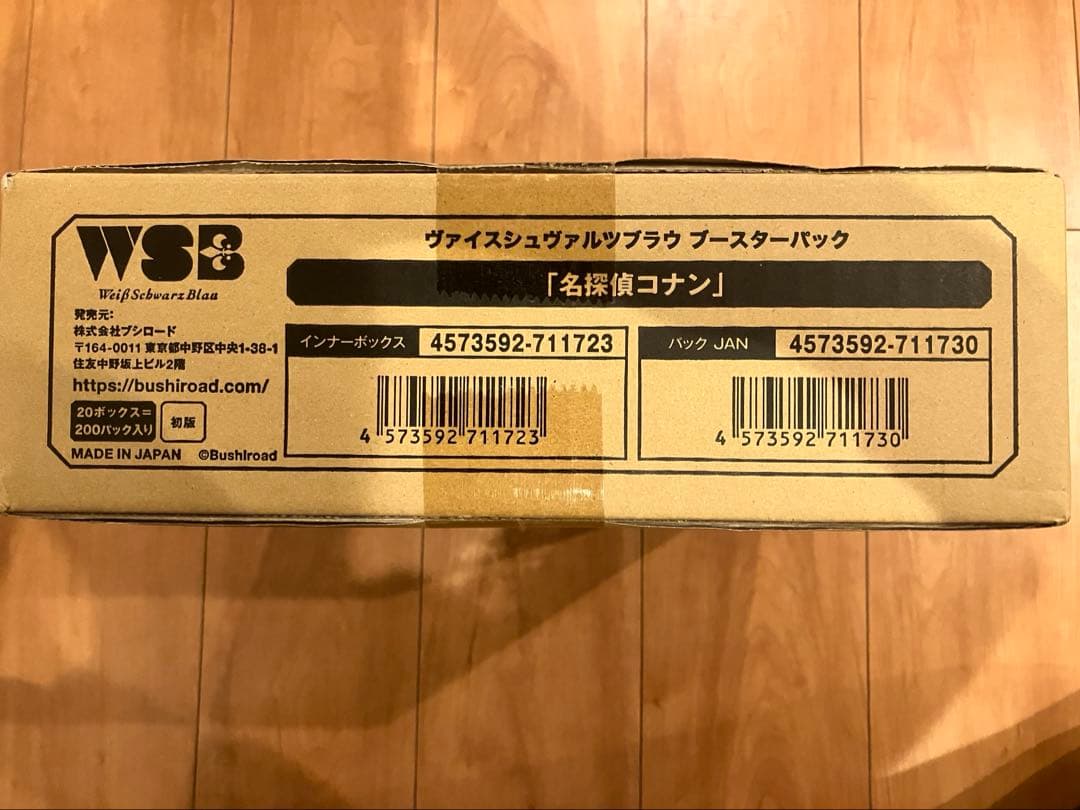 WSB
Weiß Schwarz Blau
発売元:
株式会社ブシロード
〒164-0011 東京都中野区中央1-38-1
住友中野坂上ビル2階
https://bushiroad.com/
20ボックス=
200パック入り
初版
MADE IN JAPAN ©Bushiroad
ヴァイスシュヴァルツブラウ ブースターパック
「名探偵コナン」
インナーボックス 4573592-711723
4 573592 711723
パック JAN 4573592-711730
4 573592 711730